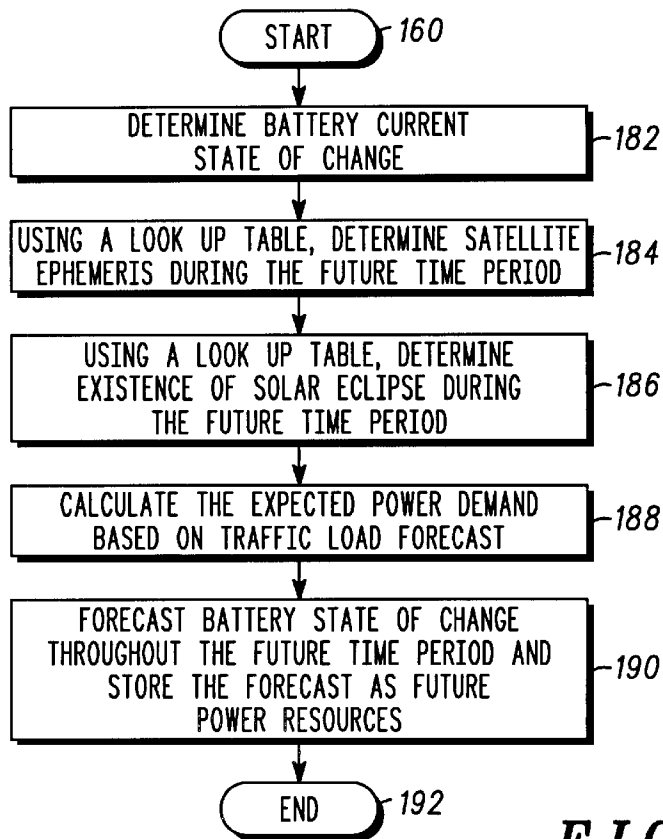 START
160
DETERMINE BATTERY CURRENT
STATE OF CHANGE
182
USING A LOOK UP TABLE, DETERMINE SATELLITE
EPHEMERIS DURING THE FUTURE TIME PERIOD
184
USING A LOOK UP TABLE, DETERMINE
EXISTENCE OF SOLAR ECLIPSE DURING
THE FUTURE TIME PERIOD
186
CALCULATE THE EXPECTED POWER DEMAND
BASED ON TRAFFIC LOAD FORECAST
188
FORECAST BATTERY STATE OF CHANGE
THROUGHOUT THE FUTURE TIME PERIOD AND
STORE THE FORECAST AS FUTURE
POWER RESOURCES
190
END
192